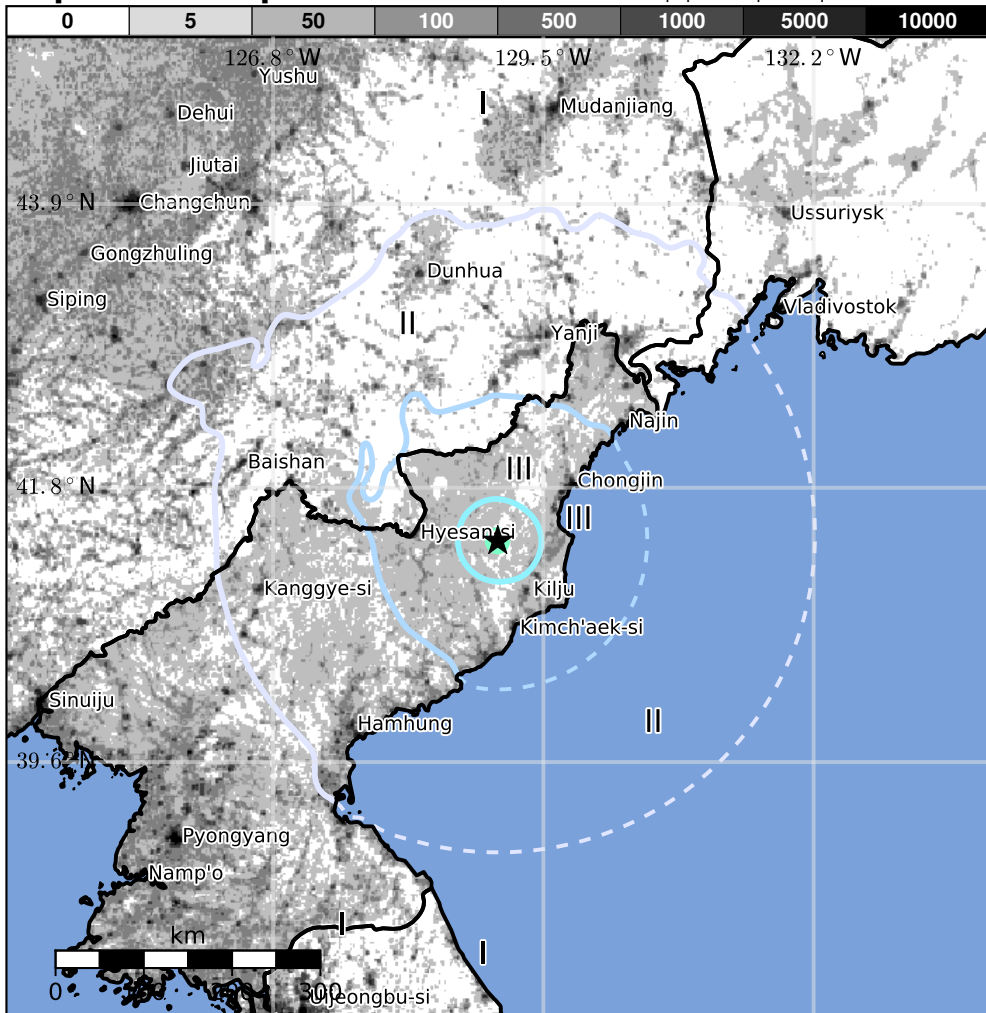 0 5 50 100 500 1000 5000 10000
126.8°W 129.5°W 132.2°W
Yushu
I
Mudanjiang
Dehui
Jiutai
43.9°N
Changchun
Ussuriysk
Gongzhuling
Dunhua
Siping
Vladivostok
II
Yanji
Najin
Baishan
III
Chongjin
41.8°N
III
Hyesan-si
Kanggye-si
Kilju
Kimch'aek-si
Sinuiju
Hamhung
II
39.6°N
Pyongyang
Namp'o
I
km
I
0 300
Uijeongbu-si